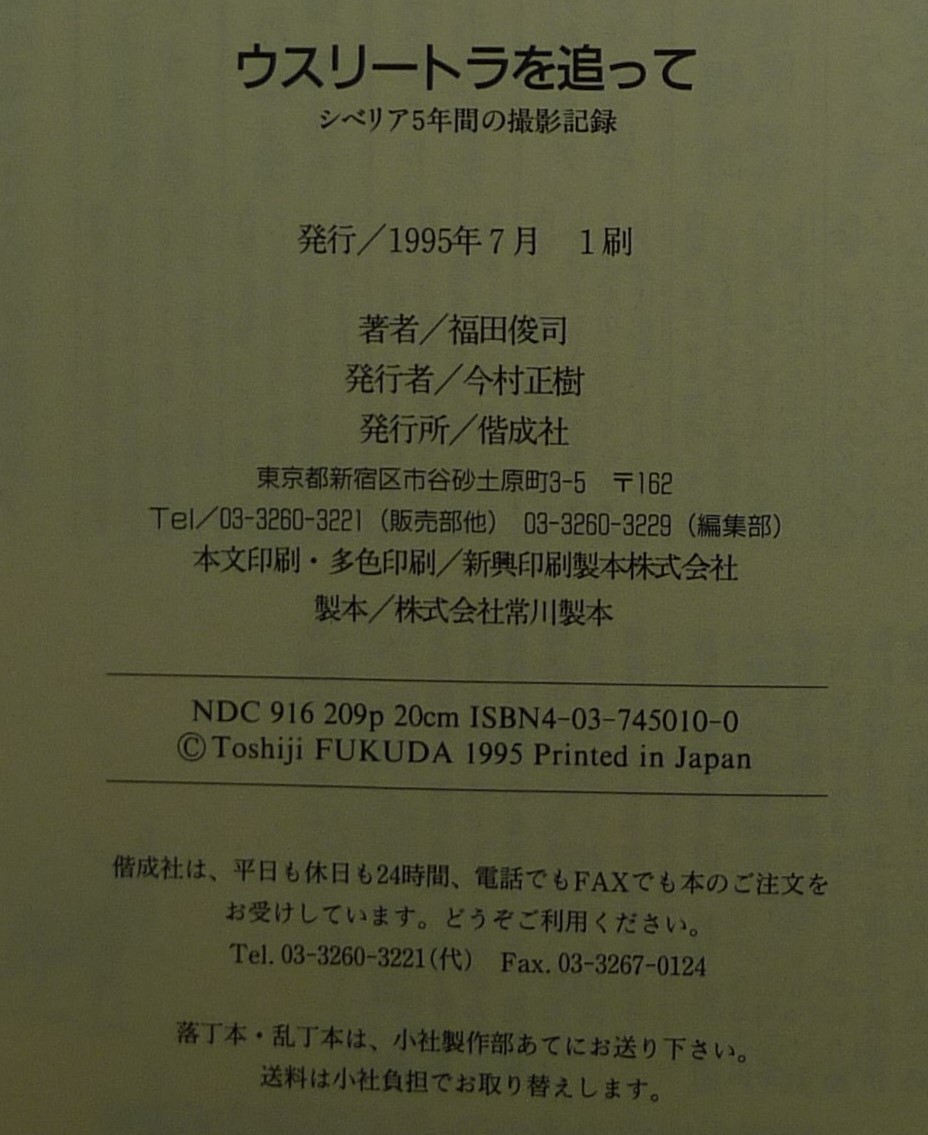 ウスリートラを追って
シベリア5年間の撮影記録
発行／1995年7月　1刷
著者／福田俊司
発行者／今村正樹
発行所／偕成社
東京都新宿区市谷砂土原町3-5　〒162
Tel／03-3260-3221（販売部他）　03-3260-3229（編集部）
本文印刷・多色印刷／新興印刷製本株式会社
製本／株式会社常川製本
NDC 916 209p 20cm ISBN4-03-745010-0
©Toshiji FUKUDA 1995 Printed in Japan
偕成社は、平日も休日も24時間、電話でもFAXでも本のご注文を
お受けしています。どうぞご利用ください。
Tel. 03-3260-3221（代）　Fax. 03-3267-0124
落丁本・乱丁本は、小社製作部あてにお送り下さい。
送料は小社負担でお取り替えします。